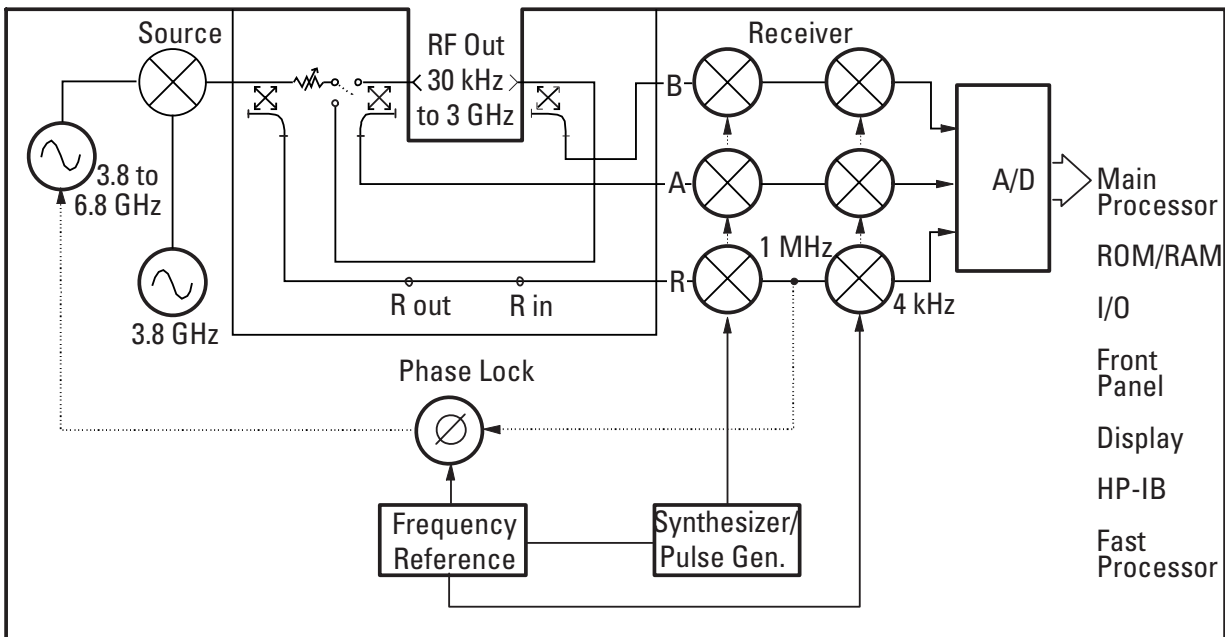 Source
RF Out
30 kHz
to 3 GHz
Receiver
B
3.8 to
6.8 GHz
A
A/D
Main
Processor
1 MHz
ROM/RAM
R
R out
R in
4 kHz
3.8 GHz
I/O
Phase Lock
Front
Panel
Display
HP-IB
Frequency
Reference
Synthesizer/
Pulse Gen.
Fast
Processor